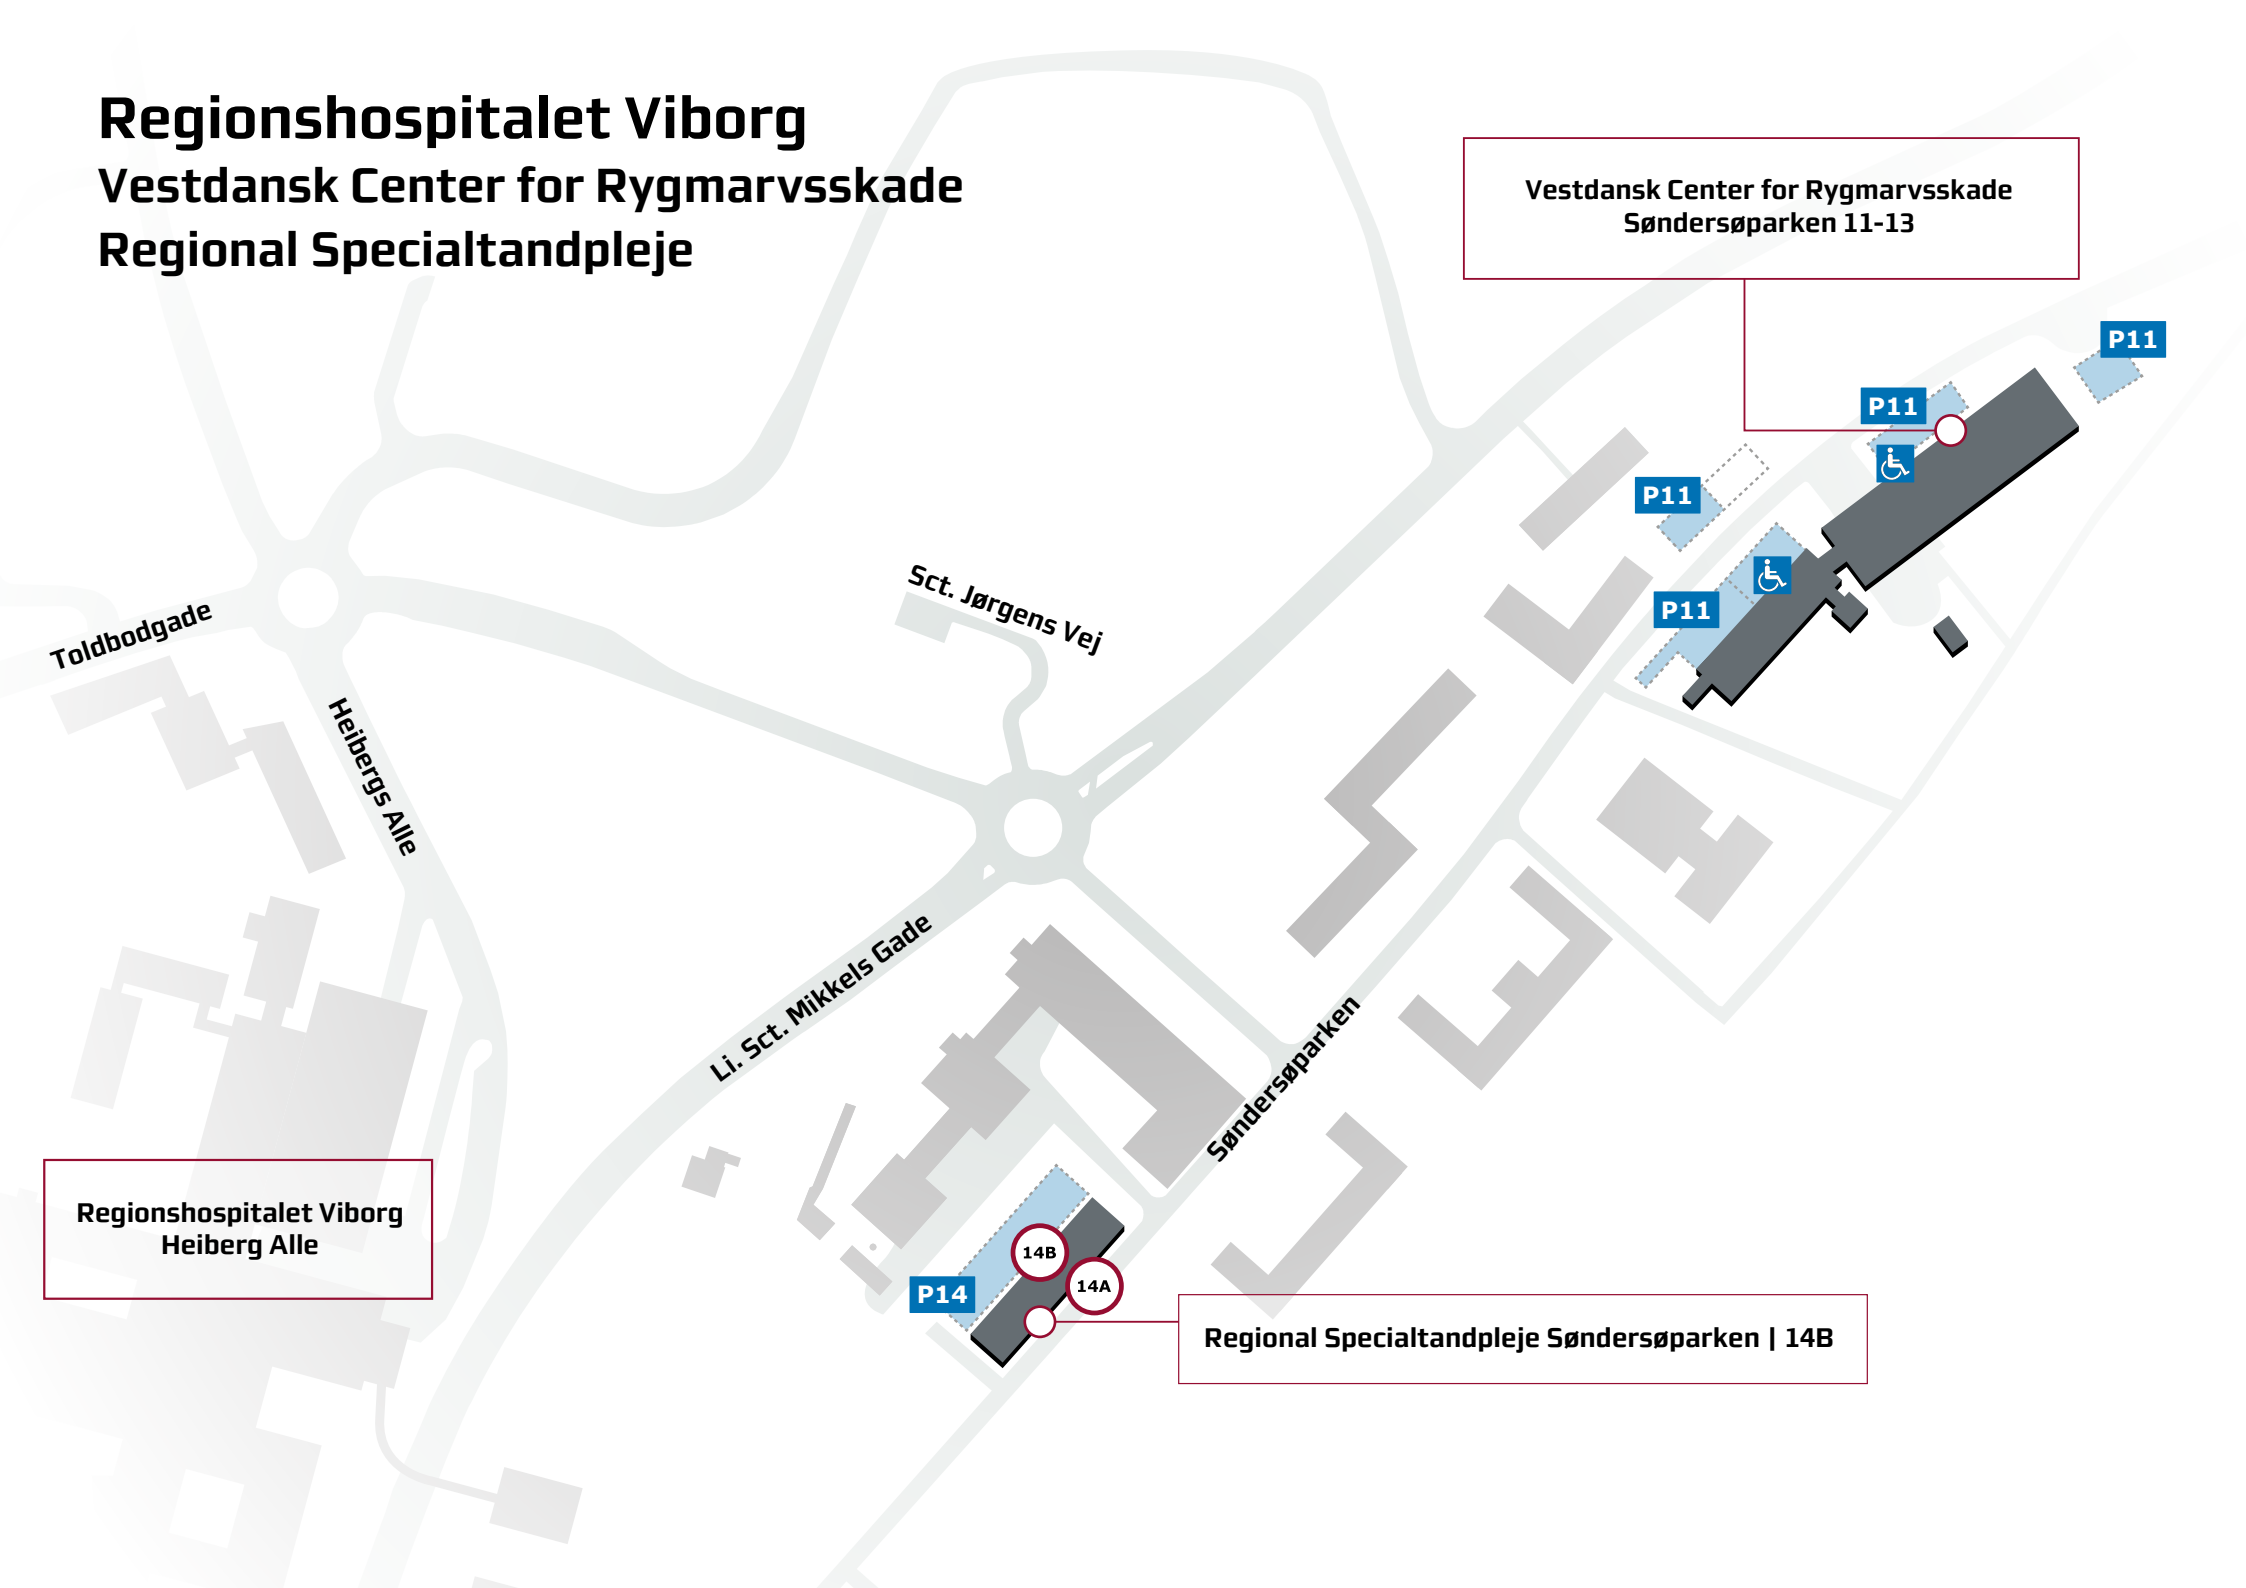 Regionshospitalet Viborg
Vestdansk Center for Rygmarvsskade
Regional Specialtandpleje
Vestdansk Center for Rygmarvsskade
Søndersøparken 11-13
P11
P11
P11
P11
Sct. Jørgens Vej
Toldbodgade
Heibergs Alle
Li. Sct. Mikkels Gade
Søndersøparken
Regionshospitalet Viborg
Heiberg Alle
14B
14A
P14
Regional Specialtandpleje Søndersøparken | 14B